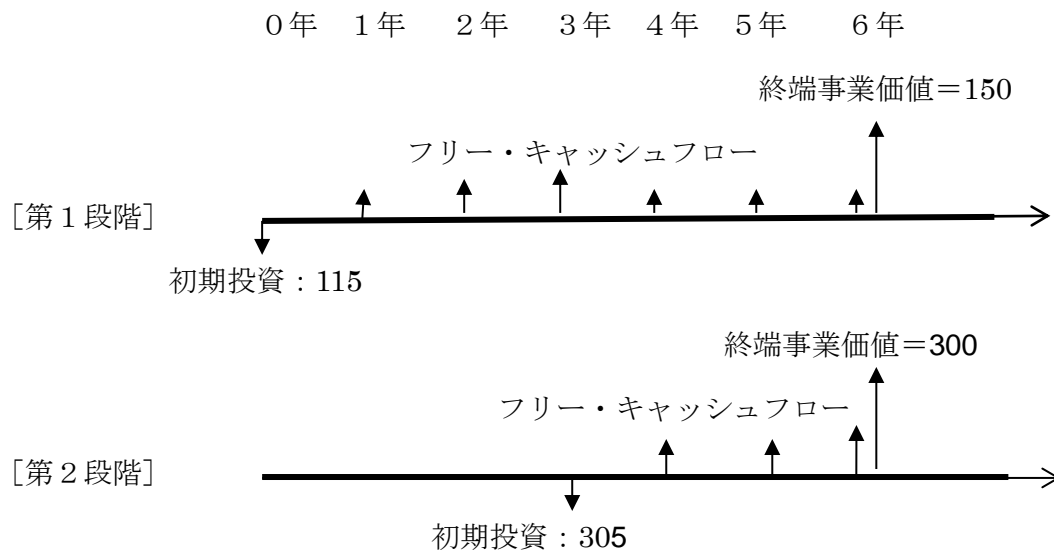 0年 1年 2年 3年 4年 5年 6年
終端事業価値＝150
フリー・キャッシュフロー
［第１段階］
初期投資：115
終端事業価値＝300
フリー・キャッシュフロー
［第２段階］
初期投資：305